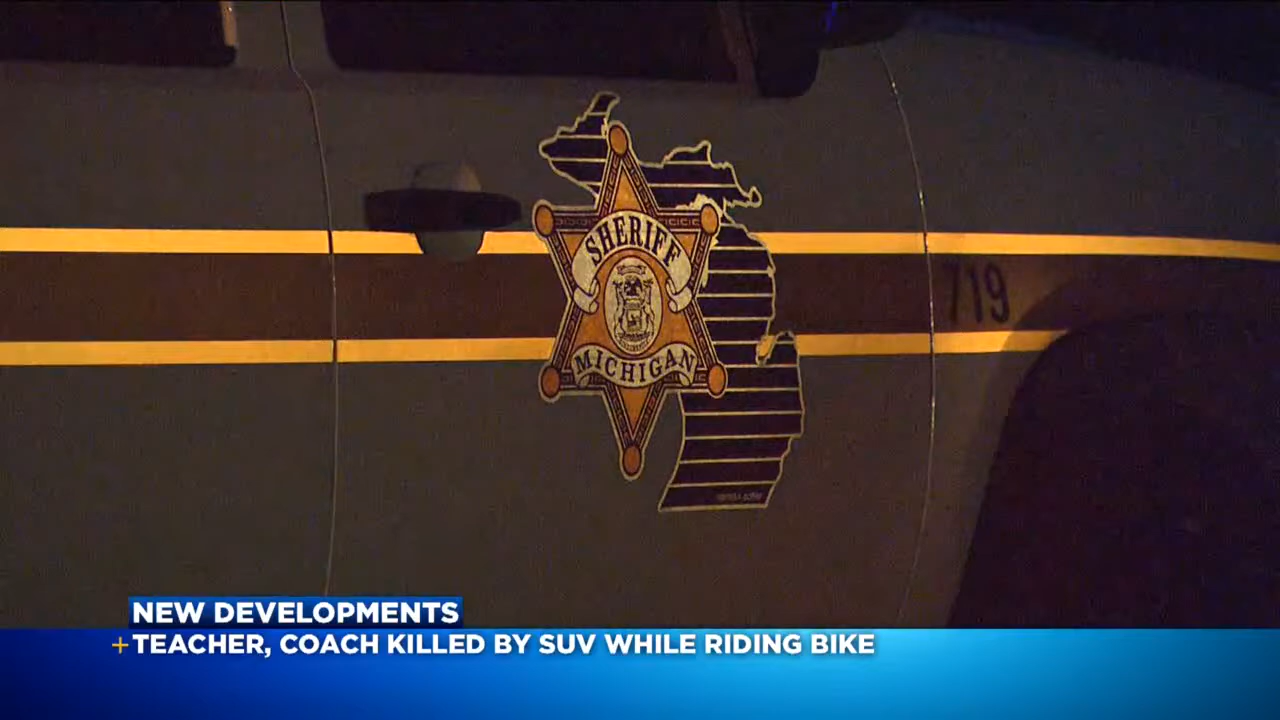 SHERIFF
MICHIGAN
719
NEW DEVELOPMENTS
+TEACHER, COACH KILLED BY SUV WHILE RIDING BIKE